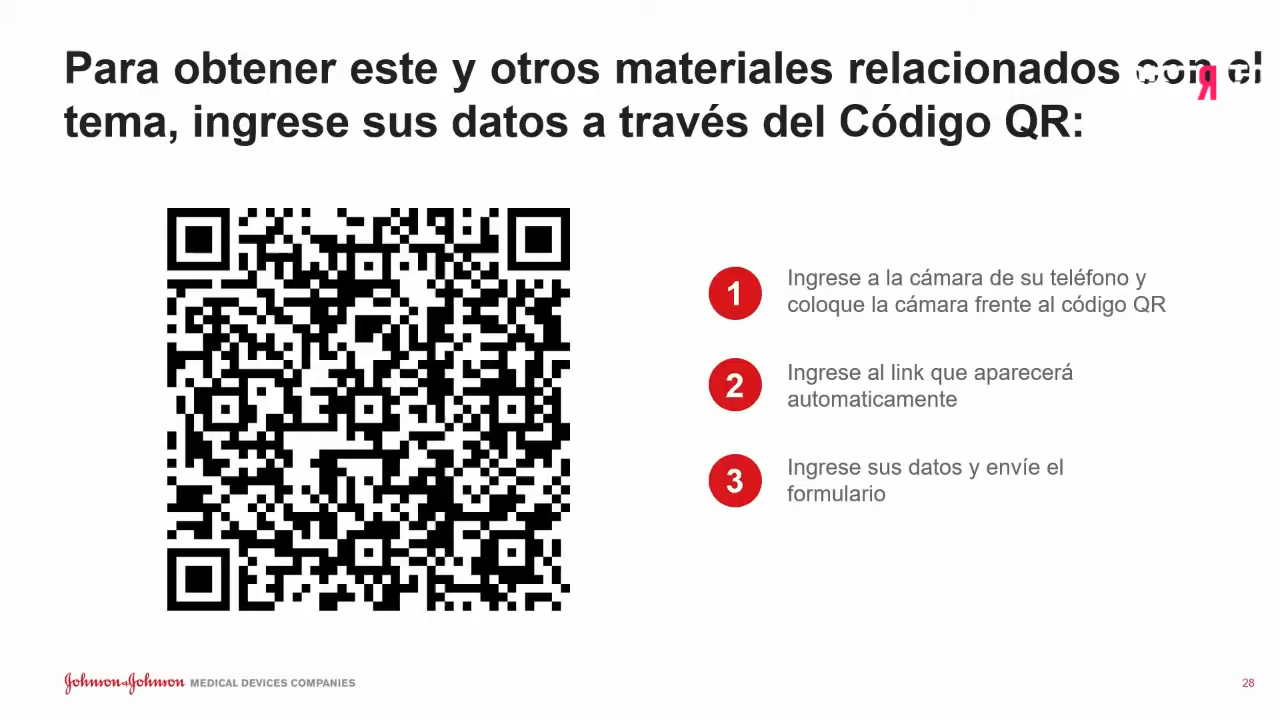 Para obtener este y otros materiales relacionados con el
tema, ingrese sus datos a través del Código QR:
1
Ingrese a la cámara de su teléfono y
coloque la cámara frente al código QR
2
Ingrese al link que aparecerá
automaticamente
3
Ingrese sus datos y envíe el
formulario
Johnson & Johnson MEDICAL DEVICES COMPANIES
28